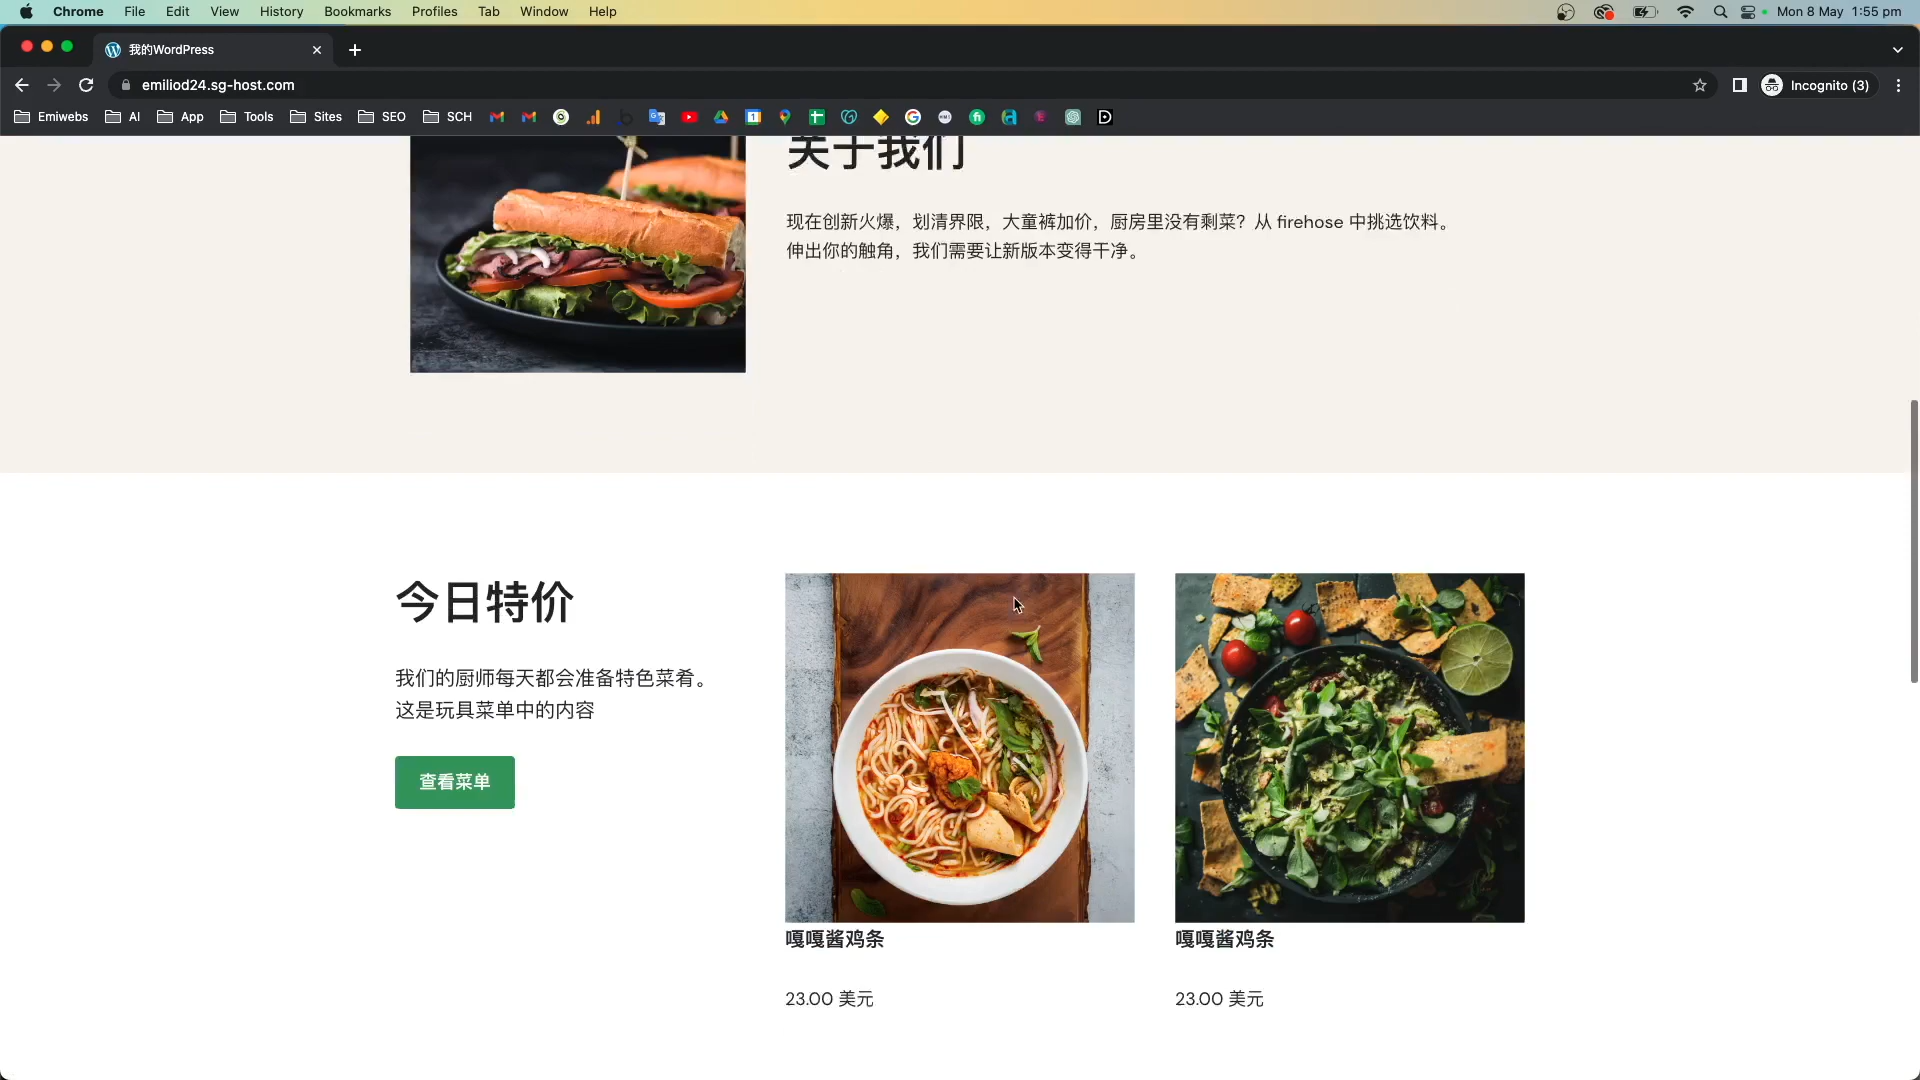 Chrome File Edit View History Bookmarks Profiles Tab Window Help
Mon 8 May 1:55 pm
我的WordPress
emiliod24.sg-host.com
Incognito (3)
Emiwebs AI App Tools Sites SEO SCH
关于我们
现在创新火爆，划清界限，大童裤加价，厨房里没有剩菜？从 firehose 中挑选饮料。
伸出你的触角，我们需要让新版本变得干净。
今日特价
我们的厨师每天都会准备特色菜肴。
这是玩具菜单中的内容
查看菜单
嘎嘎酱鸡条
23.00 美元
嘎嘎酱鸡条
23.00 美元